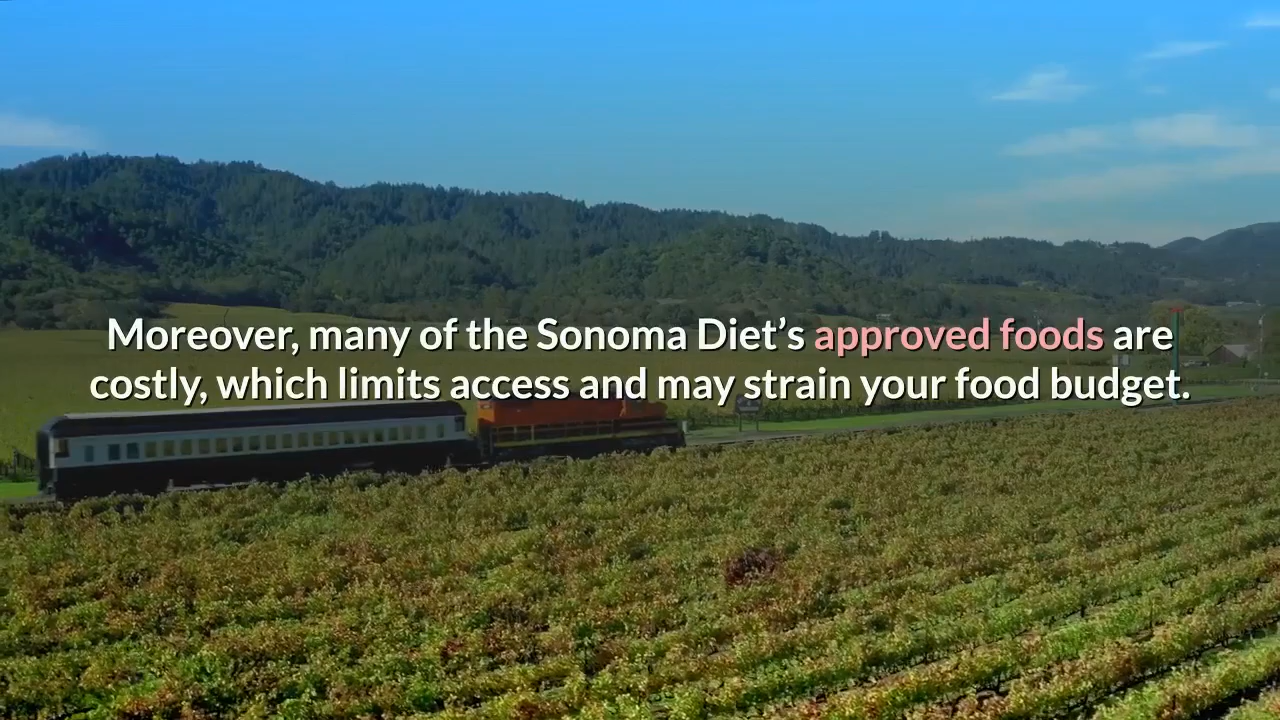 Moreover, many of the Sonoma Diet’s approved foods are
costly, which limits access and may strain your food budget.